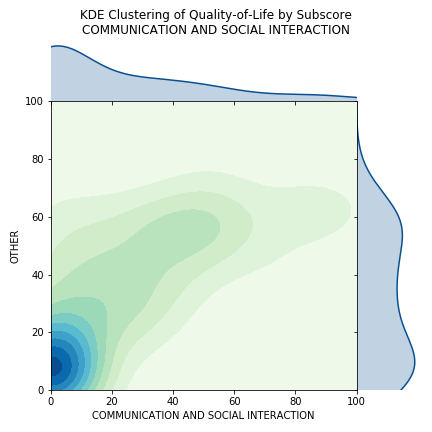 KDE Clustering of Quality-of-Life by Subscore
COMMUNICATION AND SOCIAL INTERACTION
100
80
60
40
20
0
OTHER
0 20 40 60 80 100
COMMUNICATION AND SOCIAL INTERACTION